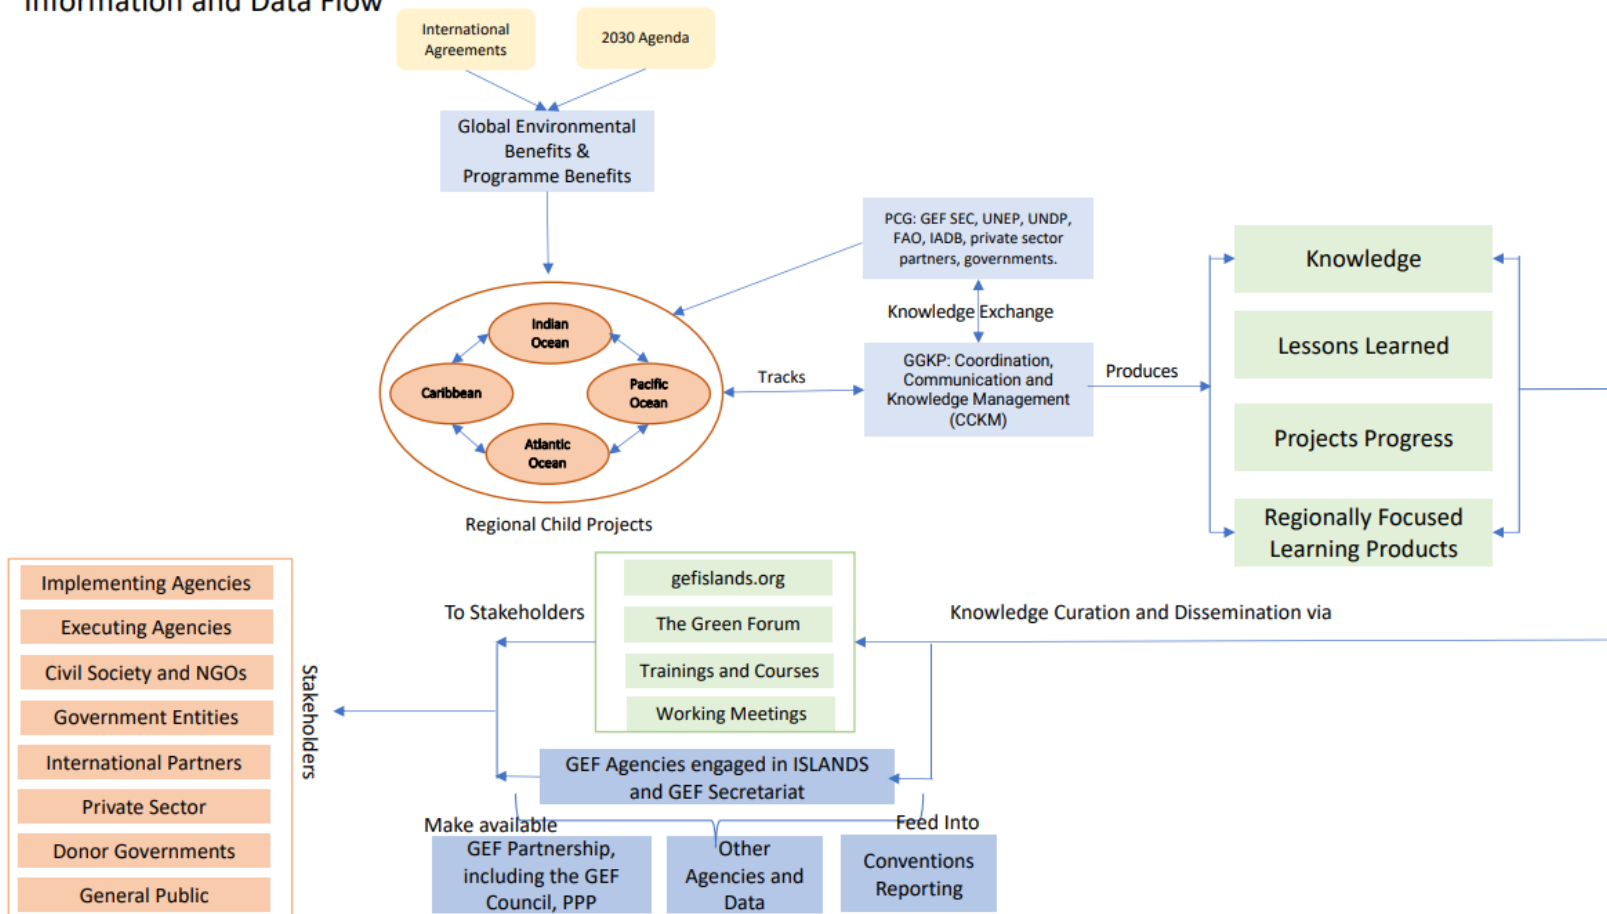 Information and Data Flow
International
Agreements
2030 Agenda
Global Environmental
Benefits &
Programme Benefits
PCG: GEF SEC, UNEP, UNDP,
FAO, IADB, private sector
partners, governments.
Knowledge Exchange
GGKP: Coordination,
Communication and
Knowledge Management
(CCKM)
Tracks
Produces
Indian
Ocean
Caribbean
Pacific
Ocean
Atlantic
Ocean
Regional Child Projects
Knowledge
Lessons Learned
Projects Progress
Regionally Focused
Learning Products
Knowledge Curation and Dissemination via
gefislands.org
The Green Forum
Trainings and Courses
Working Meetings
To Stakeholders
GEF Agencies engaged in ISLANDS
and GEF Secretariat
Make available
Feed Into
GEF Partnership,
including the GEF
Council, PPP
Other
Agencies and
Data
Conventions
Reporting
Stakeholders
Implementing Agencies
Executing Agencies
Civil Society and NGOs
Government Entities
International Partners
Private Sector
Donor Governments
General Public